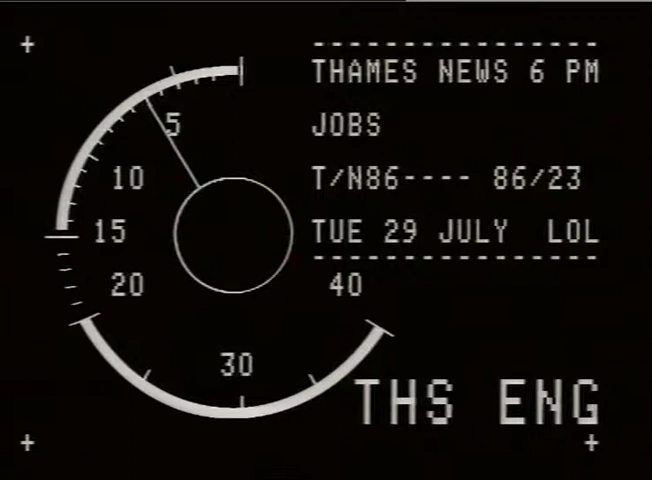 THAMES NEWS 6 PM
JOBS
T/N86---- 86/23
TUE 29 JULY LOL
5
10
15
20
30
40
THS ENG